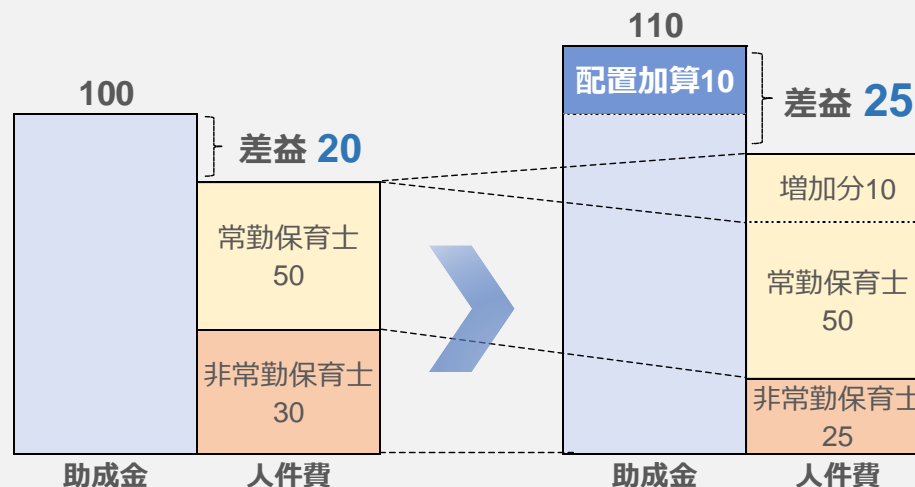 100
差益 20
常勤保育士
50
非常勤保育士
30
助成金
人件費
110
配置加算10
差益 25
増加分10
常勤保育士
50
非常勤保育士
25
助成金
人件費